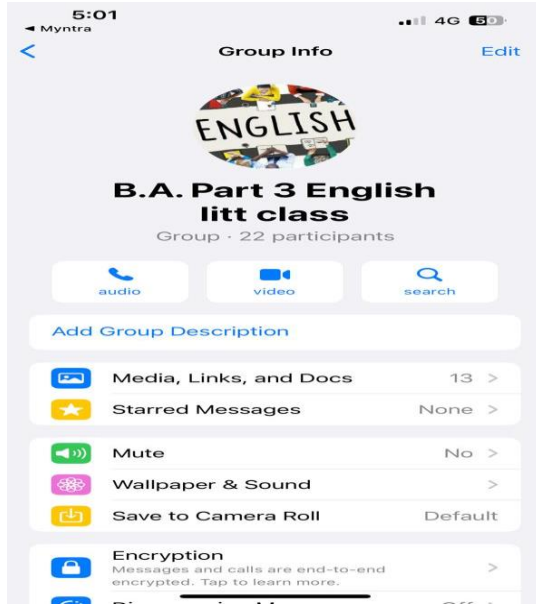 5:01
4G 50
◄ Myntra
Group Info
Edit
ENGLISH
B.A. Part 3 English
litt class
Group · 22 participants
audio
video
search
Add Group Description
Media, Links, and Docs 13 >
Starred Messages None >
Mute No >
Wallpaper & Sound >
Save to Camera Roll Default
Encryption
Messages and calls are end-to-end
encrypted. Tap to learn more.